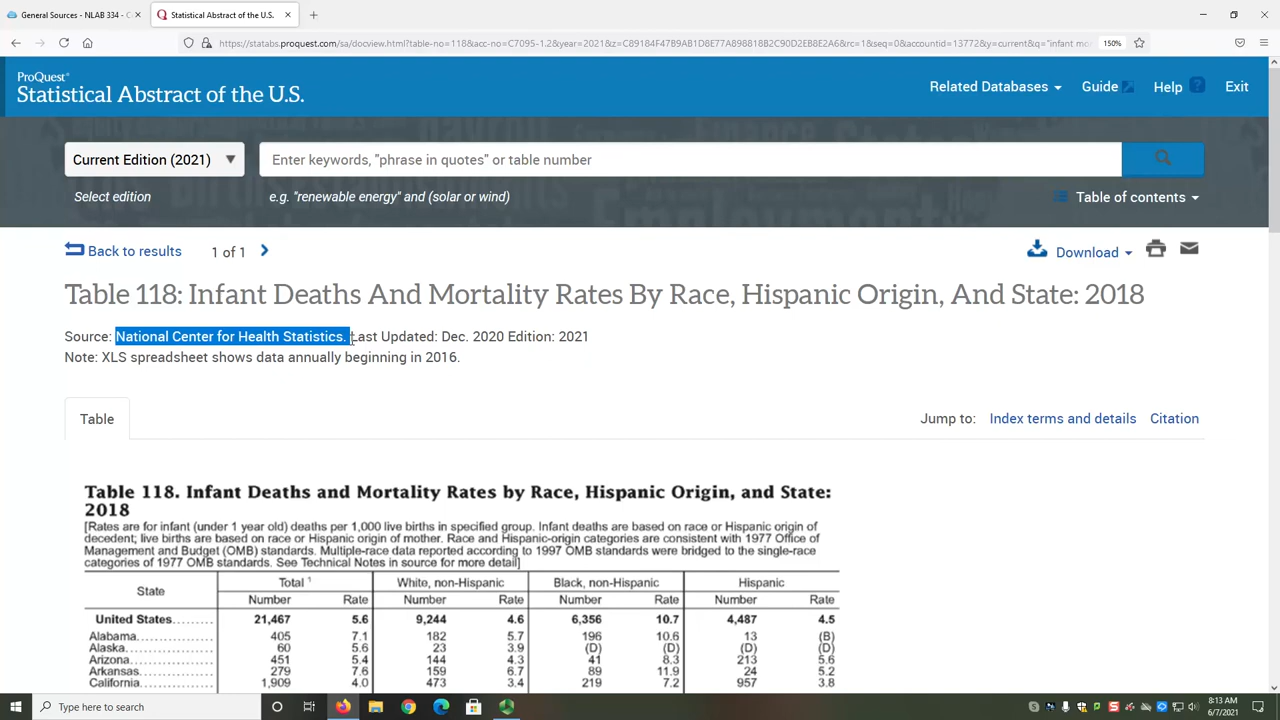 General Sources - NLAB 334 - C
Statistical Abstract of the U.S.
https://statabs.proquest.com/sa/docview.html?table-no=118&acc-no=C7095-1.2&year=2021&z=C89184F47B9AB1D8E77A898818B2C90D2EB8E2A6&rc=1&seq=0&accountid=13772&y=current&q="infant mo
150%
ProQuest®
Statistical Abstract of the U.S.
Related Databases
Guide
Help
Exit
Current Edition (2021)
Enter keywords, "phrase in quotes" or table number
Select edition
e.g. "renewable energy" and (solar or wind)
Table of contents
Back to results
1 of 1
Download
Table 118: Infant Deaths And Mortality Rates By Race, Hispanic Origin, And State: 2018
Source: National Center for Health Statistics. Last Updated: Dec. 2020 Edition: 2021
Note: XLS spreadsheet shows data annually beginning in 2016.
Table
Jump to: Index terms and details Citation
Table 118. Infant Deaths and Mortality Rates by Race, Hispanic Origin, and State:
2018
[Rates are for infant (under 1 year old) deaths per 1,000 live births in specified group. Infant deaths are based on race or Hispanic origin of
decedent; live births are based on race or Hispanic origin of mother. Race and Hispanic-origin categories are consistent with 1977 Office of
Management and Budget (OMB) standards. Multiple-race data reported according to 1997 OMB standards were bridged to the single-race
categories of 1977 OMB standards. See Technical Notes in source for more detail]
State Total ¹ White, non-Hispanic Black, non-Hispanic Hispanic
Number Rate Number Rate Number Rate Number Rate
United States........ 21,467 5.6 9,244 4.6 6,356 10.7 4,487 4.5
Alabama................ 405 7.1 182 5.7 196 10.6 13 (B)
Alaska................... 60 5.6 23 3.9 (D) (D) (D) (D)
Arizona.................. 451 5.4 144 4.3 41 8.3 213 5.6
Arkansas............... 279 7.6 159 6.7 89 11.9 24 5.2
California............... 1,909 4.0 473 3.4 219 7.2 957 3.8
Type here to search
8:13 AM
6/7/2021